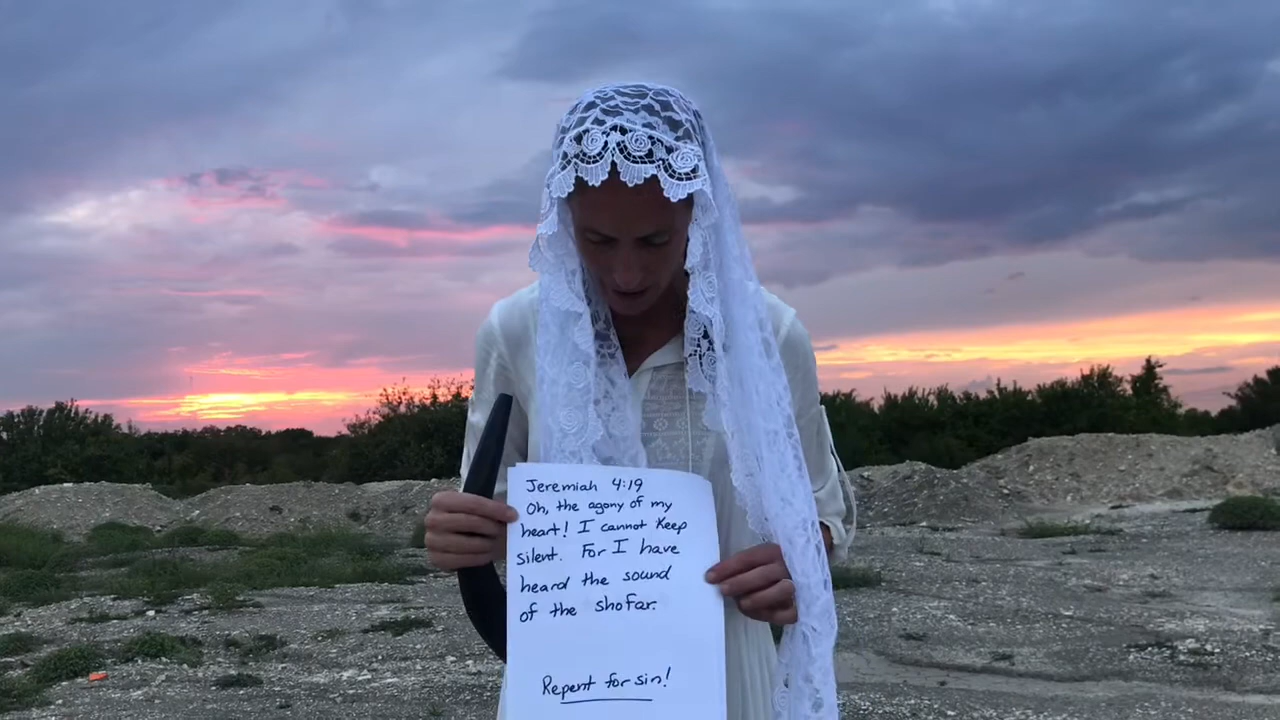 Jeremiah 4:19
Oh, the agony of my
heart! I cannot keep
silent. For I have
heard the sound
of the shofar.
Repent for sin!